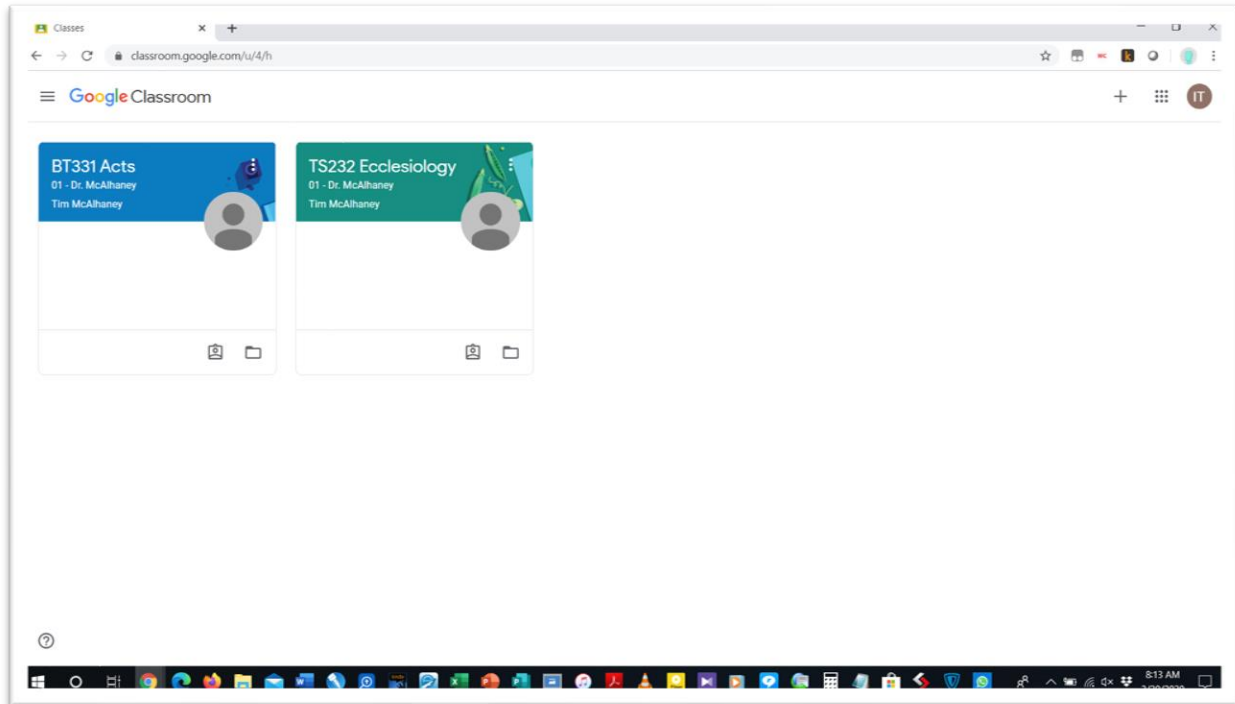 Classes
classroom.google.com/u/4/h
Google Classroom
IT
BT331 Acts
01 - Dr. McAlhaney
Tim McAlhaney
TS232 Ecclesiology
01 - Dr. McAlhaney
Tim McAlhaney
8:13 AM